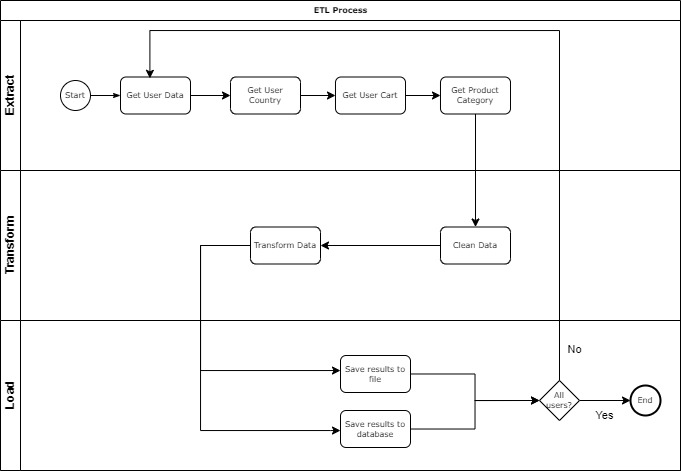 ETL Process
Extract
Start
Get User Data
Get User
Country
Get User Cart
Get Product
Category
Transform
Transform Data
Clean Data
Load
Save results to
file
Save results to
database
All
users?
No
Yes
End